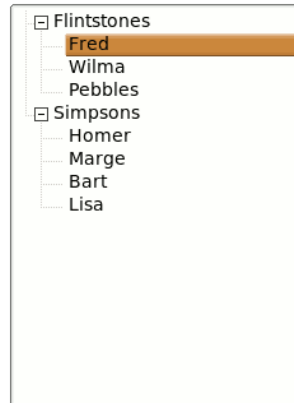 Flintstones
Fred
Wilma
Pebbles
Simpsons
Homer
Marge
Bart
Lisa